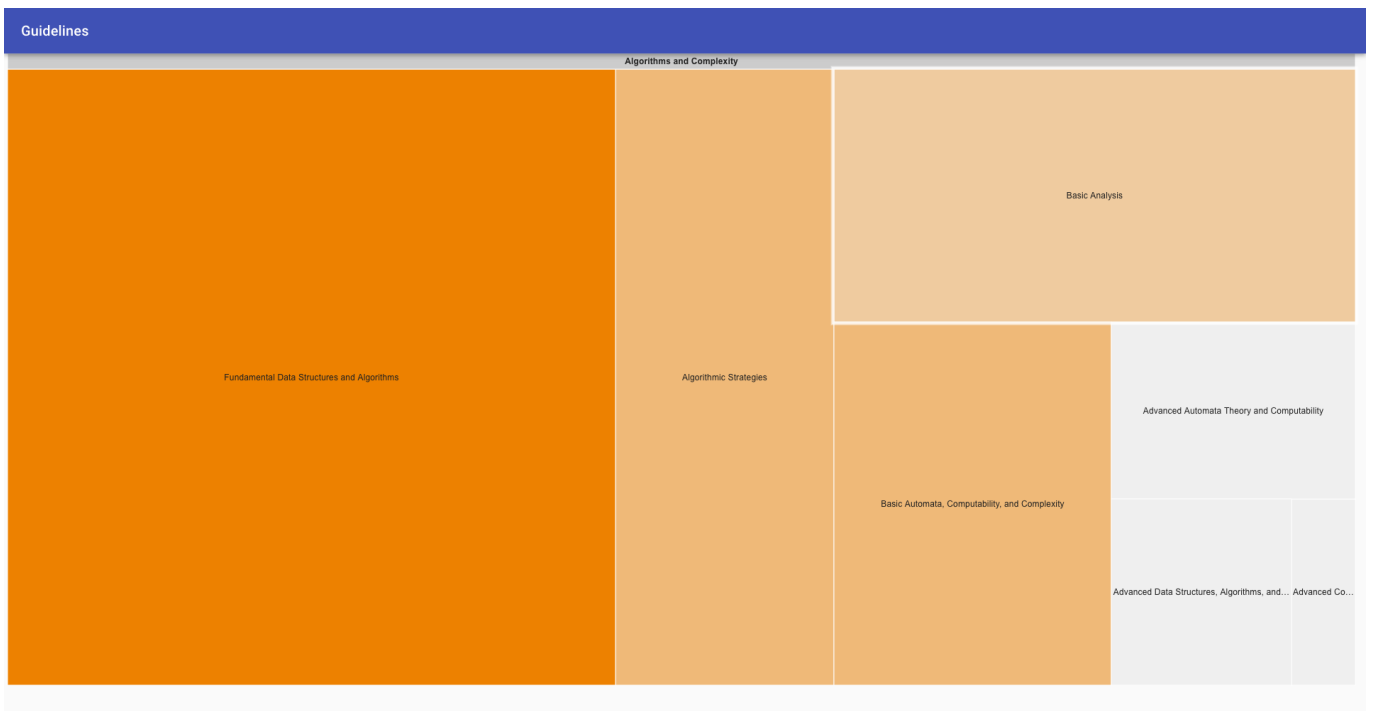 Guidelines
Algorithms and Complexity
Basic Analysis
Fundamental Data Structures and Algorithms
Algorithmic Strategies
Advanced Automata Theory and Computability
Basic Automata, Computability, and Complexity
Advanced Data Structures, Algorithms, and...
Advanced Co...